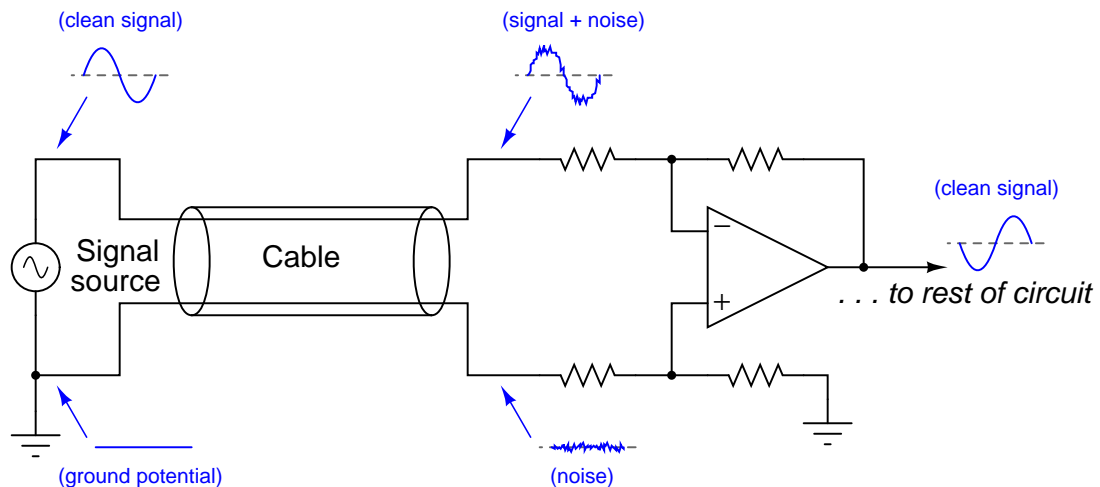 (clean signal)
(signal + noise)
(clean signal)
Signal
source
Cable
−
+
. . . to rest of circuit
(ground potential)
(noise)